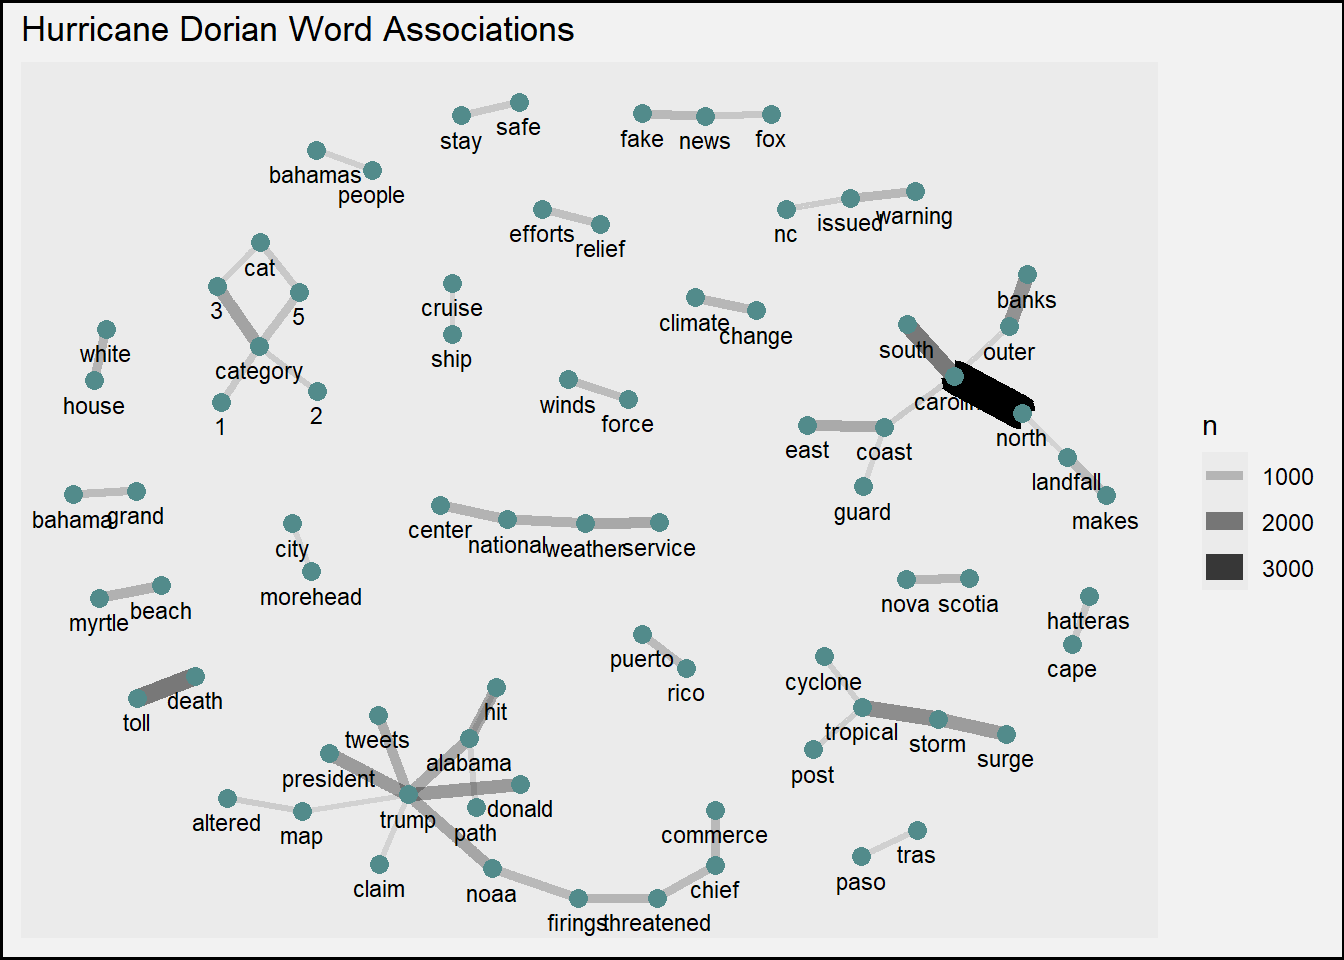 Hurricane Dorian Word Associations
stay
safe
fake
news
fox
bahamas
people
efforts
relief
nc
issued
warning
cat
3
5
category
1
2
white
house
cruise
ship
climate
change
winds
force
banks
outer
south
carolina
north
east
coast
guard
landfall
makes
bahama
grand
city
morehead
center
national
weather
service
myrtle
beach
nova
scotia
hatteras
cape
toll
death
puerto
rico
cyclone
tropical
storm
surge
post
hit
tweets
alabama
president
donald
trump
path
altered
map
claim
noaa
firings
threatened
chief
commerce
paso
tras
n
1000
2000
3000